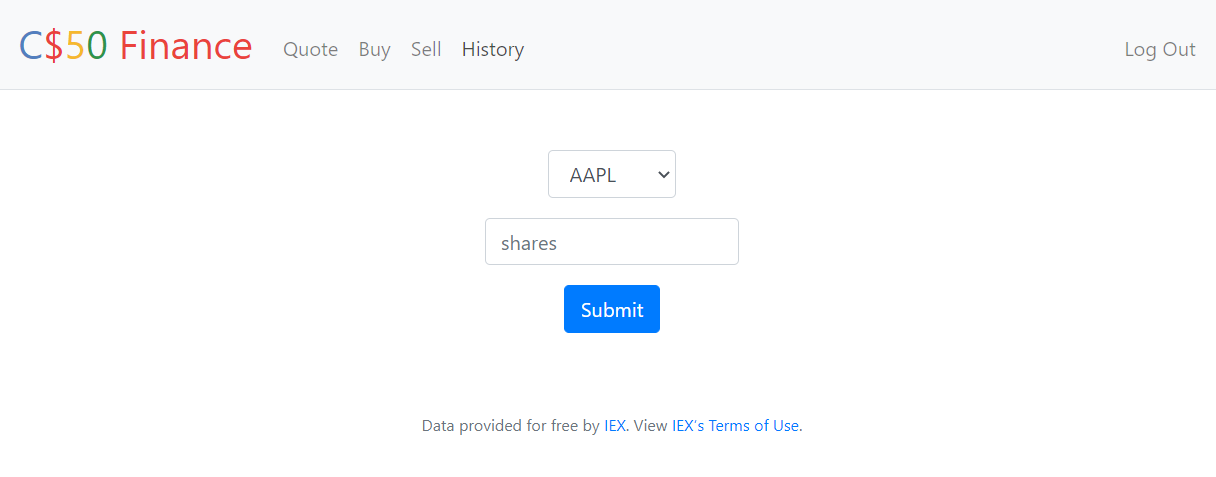 C$50 Finance Quote Buy Sell History Log Out
AAPL
shares
Submit
Data provided for free by IEX. View IEX's Terms of Use.